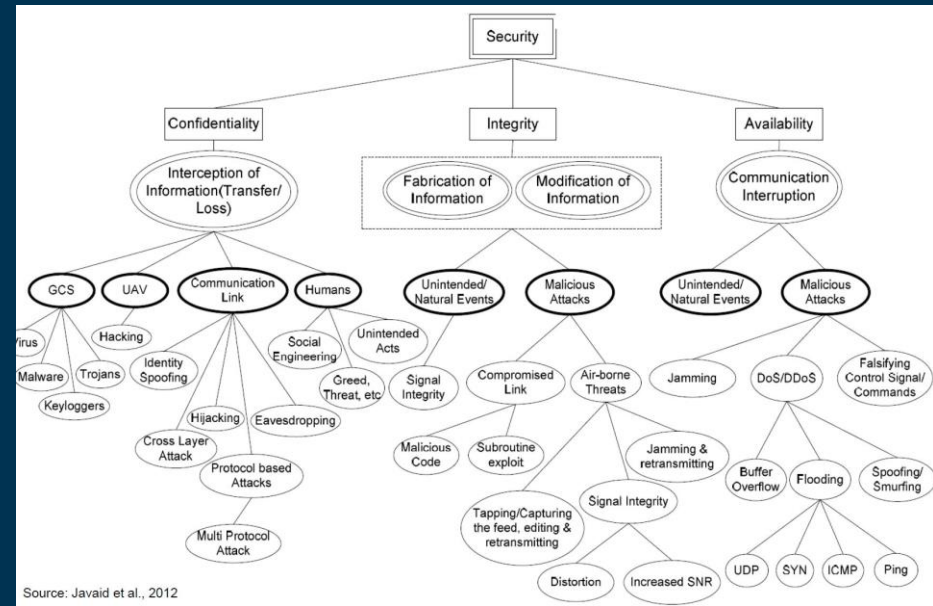 Security
Confidentiality
Integrity
Availability
Interception of
Information(Transfer/
Loss)
Fabrication of
Information
Modification of
Information
Communication
Interruption
GCS
UAV
Communication
Link
Humans
Unintended/
Natural Events
Malicious
Attacks
Unintended/
Natural Events
Malicious
Attacks
Virus
Malware
Keyloggers
Trojans
Hacking
Identity
Spoofing
Cross Layer
Attack
Hijacking
Protocol based
Attacks
Multi Protocol
Attack
Eavesdropping
Social
Engineering
Greed,
Threat, etc
Unintended
Acts
Signal
Integrity
Compromised
Link
Air-borne
Threats
Malicious
Code
Subroutine
exploit
Tapping/Capturing
the feed, editing &
retransmitting
Signal Integrity
Jamming &
retransmitting
Distortion
Increased SNR
Jamming
DoS/DDoS
Falsifying
Control Signal/
Commands
Buffer
Overflow
Flooding
Spoofing/
Smurfing
UDP
SYN
ICMP
Ping
Source: Javaid et al., 2012